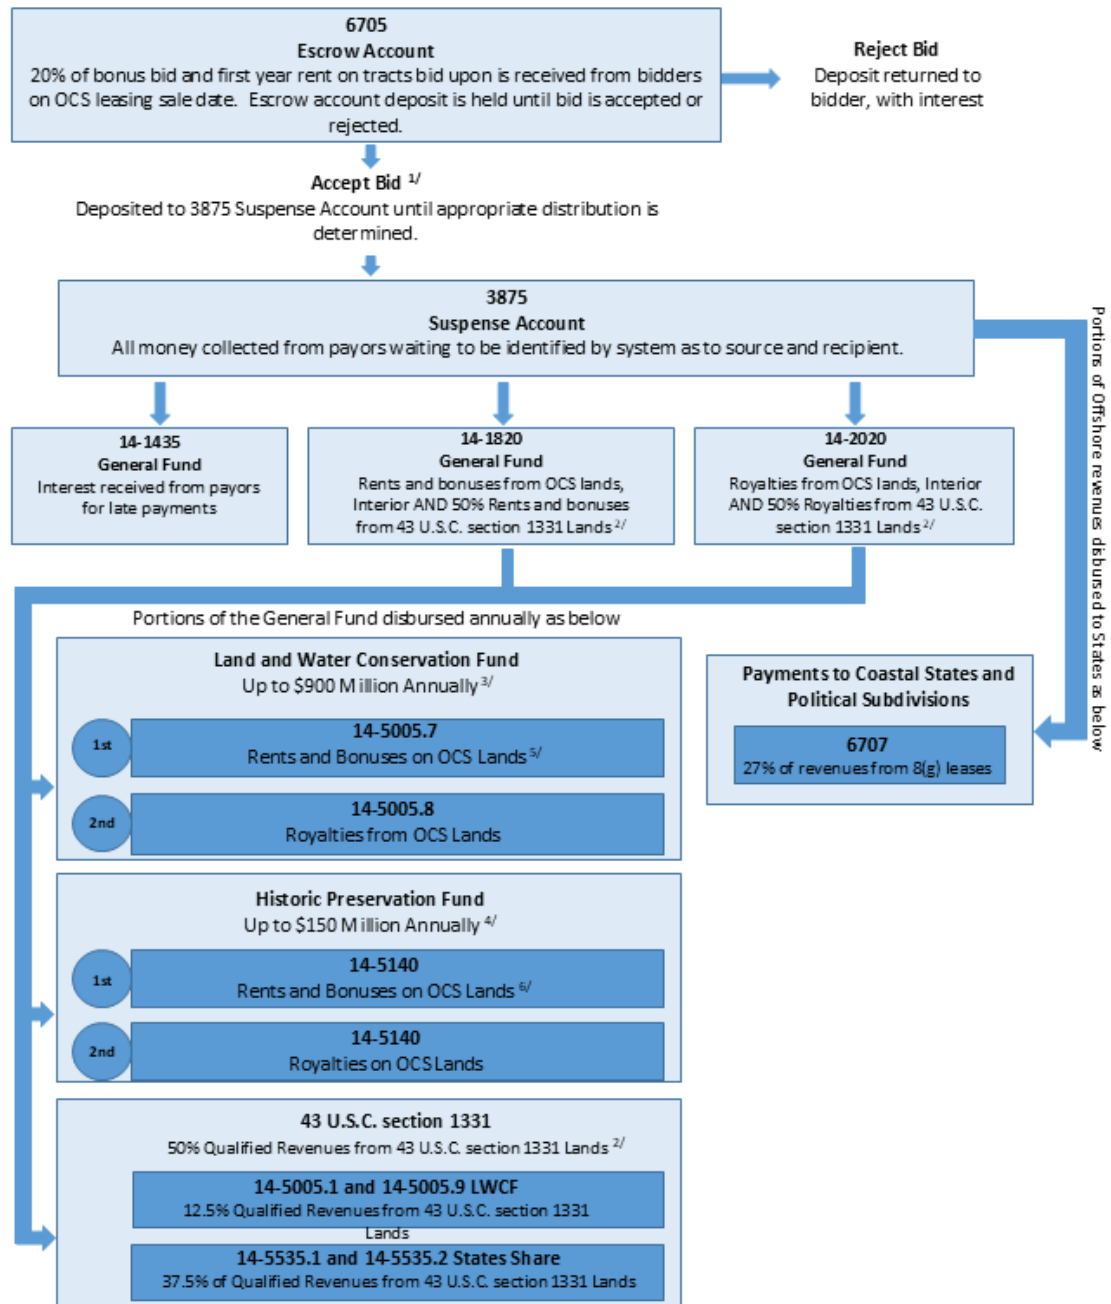 6705
Escrow Account
20% of bonus bid and first year rent on tracts bid upon is received from bidders
on OCS leasing sale date. Escrow account deposit is held until bid is accepted or
rejected.
Reject Bid
Deposit returned to
bidder, with interest
Accept Bid 1/
Deposited to 3875 Suspense Account until appropriate distribution is
determined.
3875
Suspense Account
All money collected from payors waiting to be identified by system as to source and recipient.
Portions of Offshore revenues disbursed to States as below
14-1435
General Fund
Interest received from payors
for late payments
14-1820
General Fund
Rents and bonuses from OCS lands,
Interior AND 50% Rents and bonuses
from 43 U.S.C. section 1331 Lands 2/
14-2020
General Fund
Royalties from OCS lands, Interior
AND 50% Royalties from 43 U.S.C.
section 1331 Lands 2/
Portions of the General Fund disbursed annually as below
Land and Water Conservation Fund
Up to $900 Million Annually 3/
1st
14-5005.7
Rents and Bonuses on OCS Lands 5/
2nd
14-5005.8
Royalties from OCS Lands
Payments to Coastal States and
Political Subdivisions
6707
27% of revenues from 8(g) leases
Historic Preservation Fund
Up to $150 Million Annually 4/
1st
14-5140
Rents and Bonuses on OCS Lands 6/
2nd
14-5140
Royalties on OCS Lands
43 U.S.C. section 1331
50% Qualified Revenues from 43 U.S.C. section 1331 Lands 2/
14-5005.1 and 14-5005.9 LWCF
12.5% Qualified Revenues from 43 U.S.C. section 1331
Lands
14-5535.1 and 14-5535.2 States Share
37.5% of Qualified Revenues from 43 U.S.C. section 1331 Lands